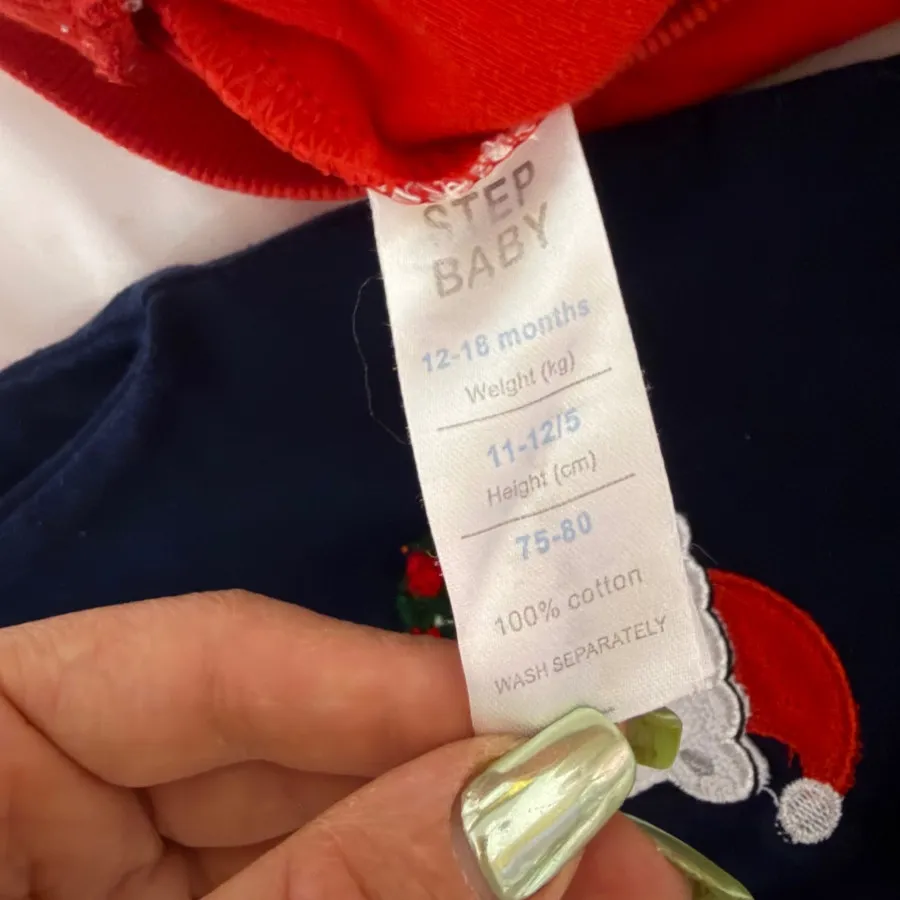 STEP
BABY
12-18 months
Weight (kg)
11-12/5
Height (cm)
75-80
100% cotton
WASH SEPARATELY